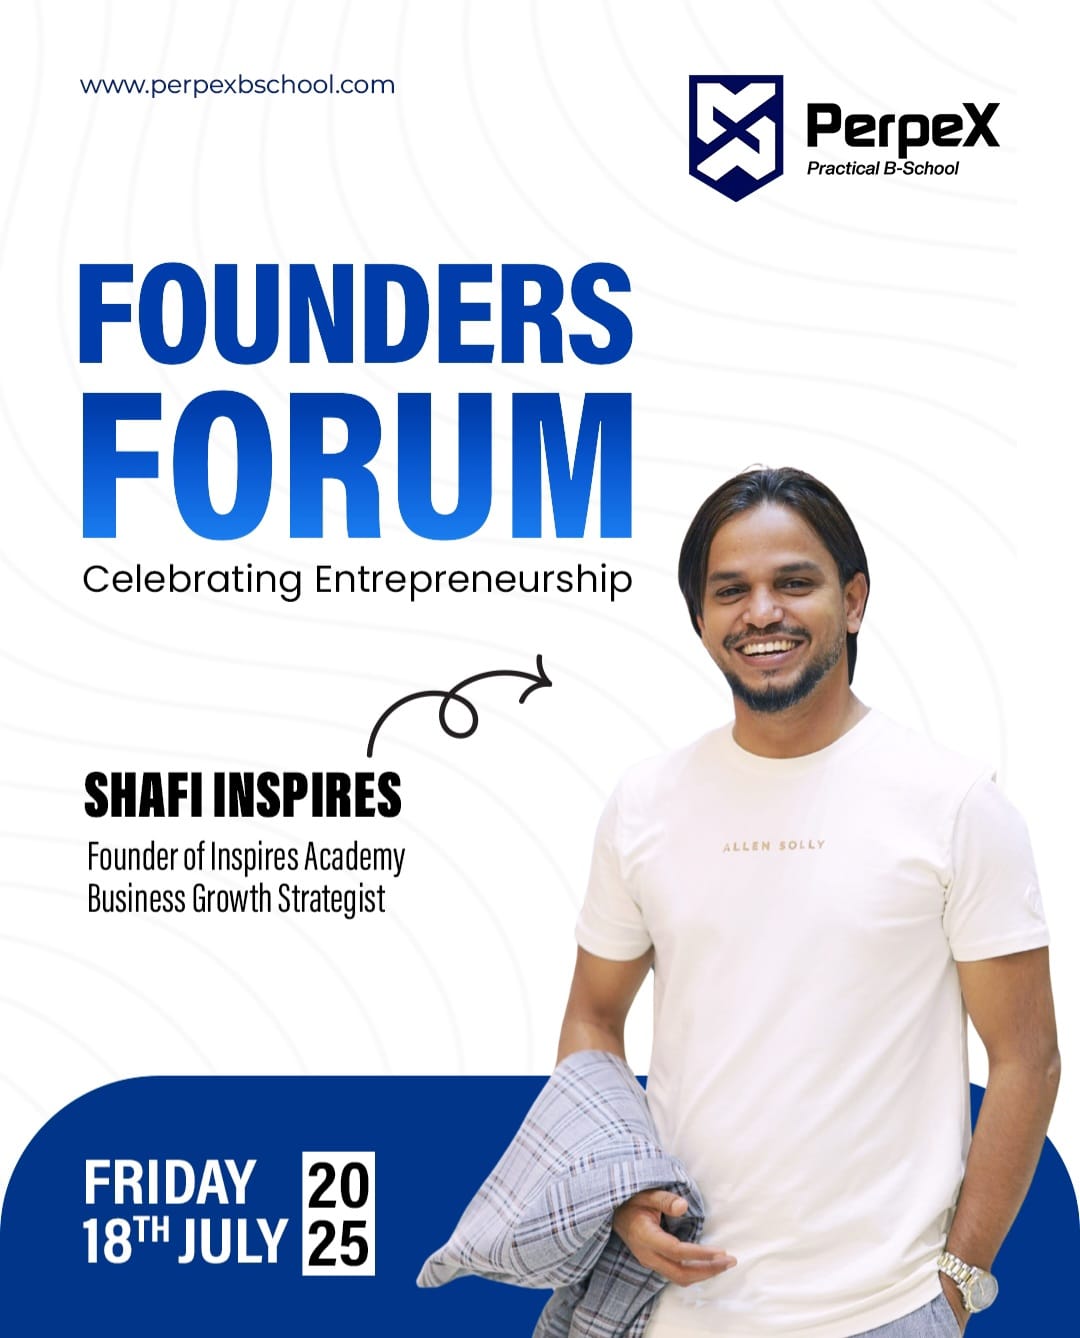 www.perpexbschool.com
PerpeX
Practical B-School
FOUNDERS
FORUM
Celebrating Entrepreneurship
SHAFI INSPIRES
Founder of Inspires Academy
Business Growth Strategist
ALLEN SOLLY
FRIDAY
18TH JULY
20
25